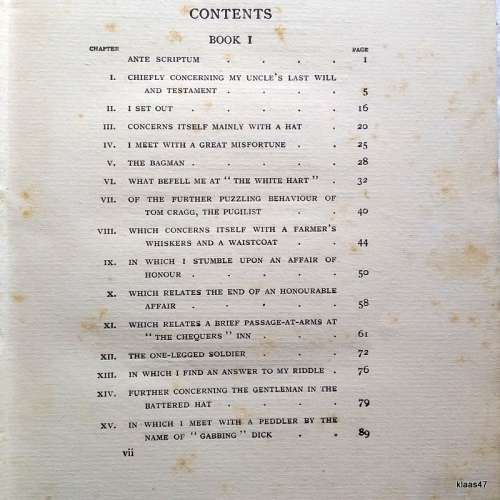 CONTENTS
BOOK I
CHAPTER PAGE
ANTE SCRIPTUM . . . . 1
I. CHIEFLY CONCERNING MY UNCLE'S LAST WILL
AND TESTAMENT . . . . 5
II. I SET OUT . . . . . 16
III. CONCERNS ITSELF MAINLY WITH A HAT . 20
IV. I MEET WITH A GREAT MISFORTUNE . . 25
V. THE BAGMAN . . . . . 28
VI. WHAT BEFELL ME AT "THE WHITE HART" . 32
VII. OF THE FURTHER PUZZLING BEHAVIOUR OF
TOM CRAGG, THE PUGILIST . . 40
VIII. WHICH CONCERNS ITSELF WITH A FARMER'S
WHISKERS AND A WAISTCOAT . . 44
IX. IN WHICH I STUMBLE UPON AN AFFAIR OF
HONOUR . . . . . 50
X. WHICH RELATES THE END OF AN HONOURABLE
AFFAIR . . . . . 58
XI. WHICH RELATES A BRIEF PASSAGE-AT-ARMS AT
"THE CHEQUERS" INN . . . 61
XII. THE ONE-LEGGED SOLDIER . . . 72
XIII. IN WHICH I FIND AN ANSWER TO MY RIDDLE . 76
XIV. FURTHER CONCERNING THE GENTLEMAN IN THE
BATTERED HAT . . . . 79
XV. IN WHICH I MEET WITH A PEDDLER BY THE
NAME OF "GABBING" DICK . . 89
vii
klaas47